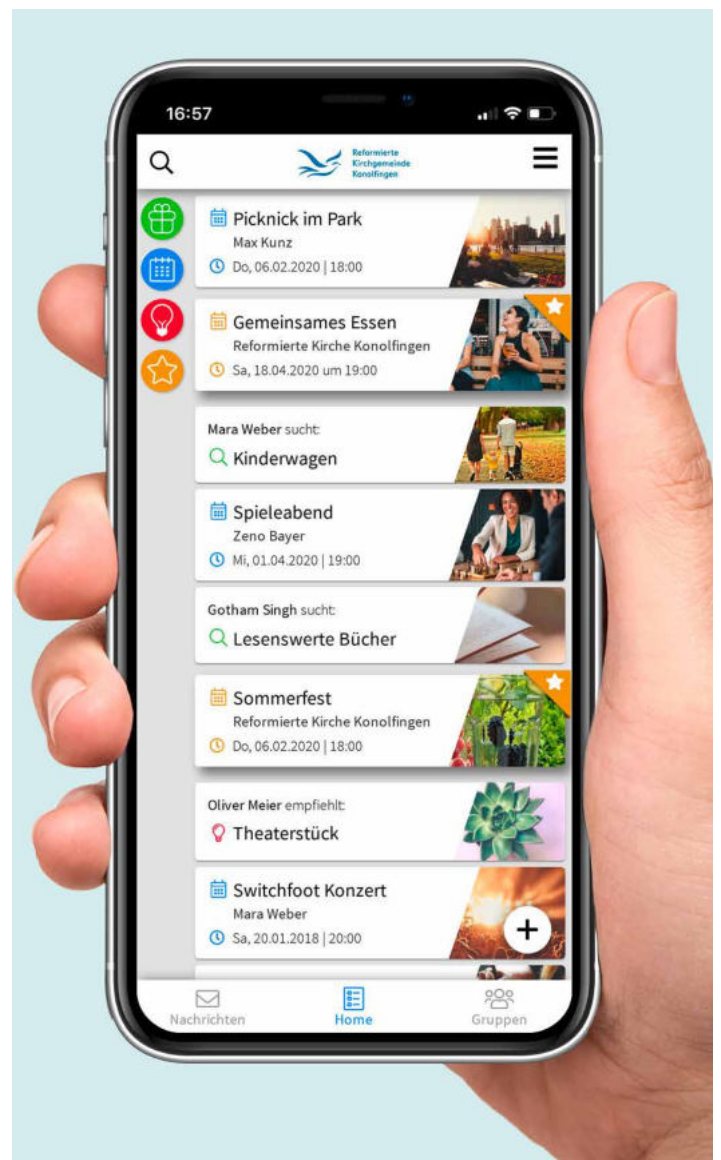 16:57
Reformierte
Kirchgemeinde
Konolfingen
Picknick im Park
Max Kunz
Do, 06.02.2020 | 18:00
Gemeinsames Essen
Reformierte Kirche Konolfingen
Sa, 18.04.2020 um 19:00
Mara Weber sucht:
Kinderwagen
Spieleabend
Zeno Bayer
Mi, 01.04.2020 | 19:00
Gotham Singh sucht:
Lesenswerte Bücher
Sommerfest
Reformierte Kirche Konolfingen
Do, 06.02.2020 | 18:00
Oliver Meier empfiehlt:
Theaterstück
Switchfoot Konzert
Mara Weber
Sa, 20.01.2018 | 20:00
Nachrichten
Home
Gruppen